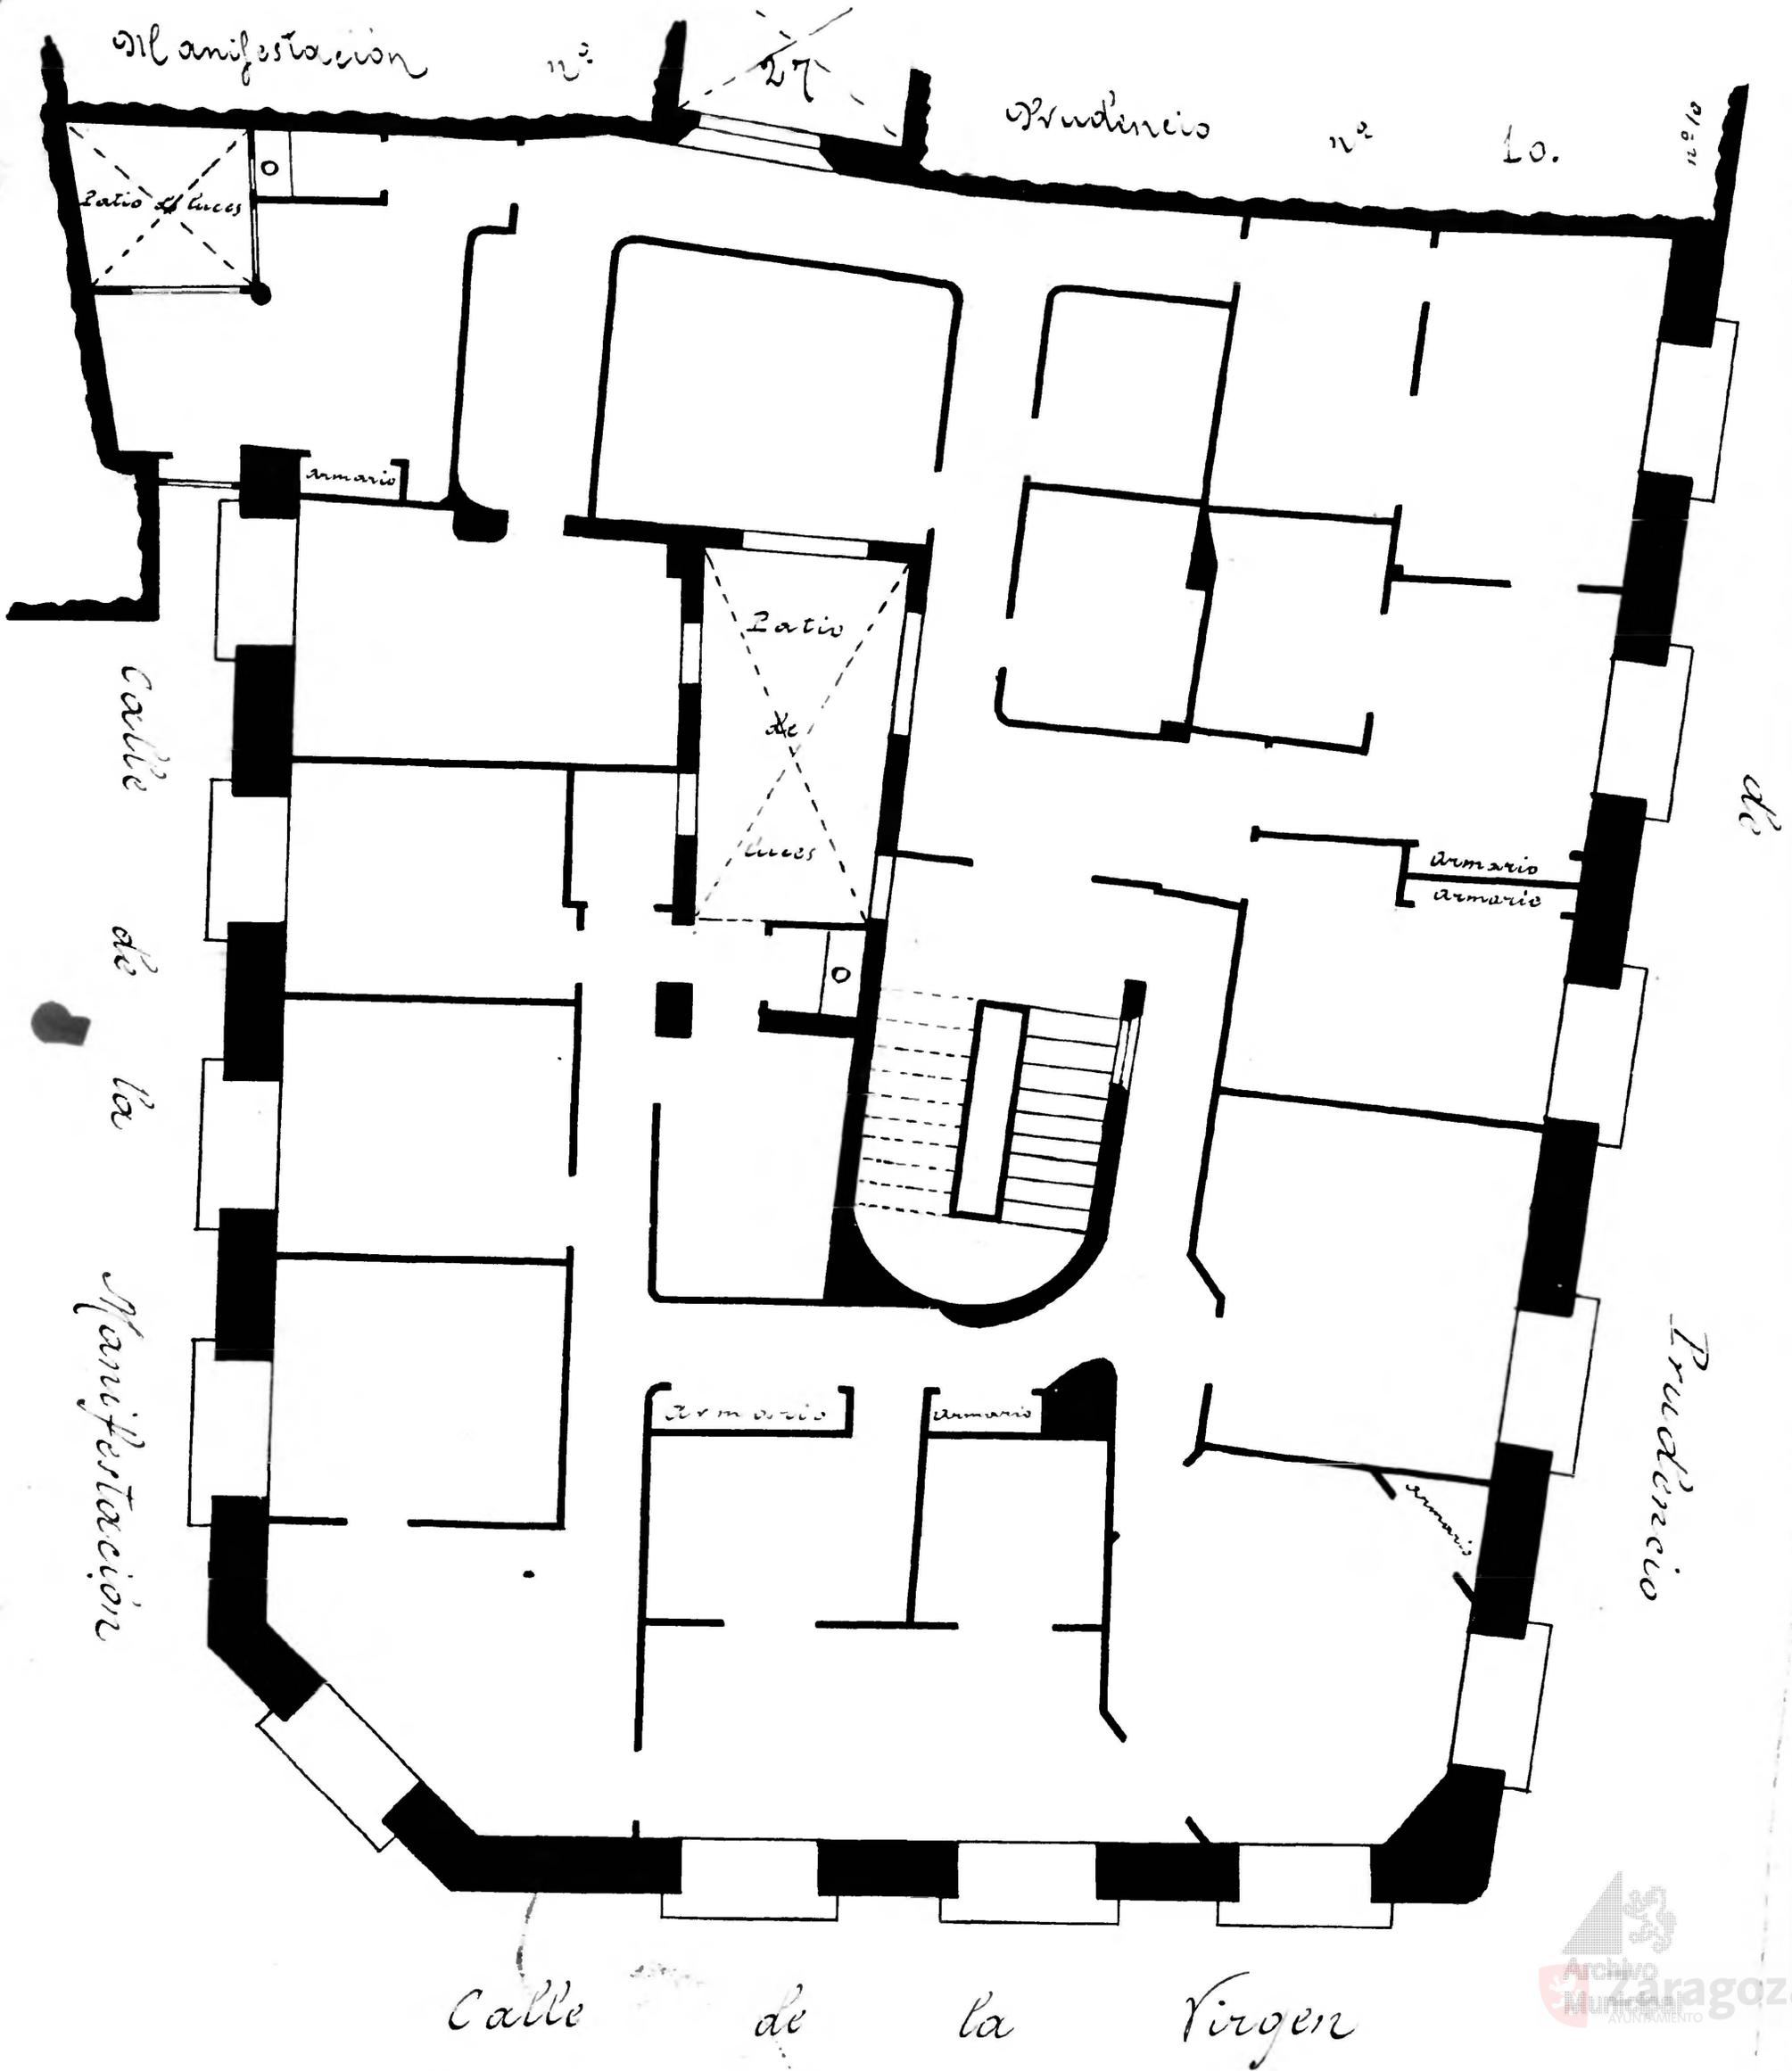 Manifestación nº 27
Prudencio nº 10.
nº 10
Patio de luces
armario
Patio
de
luces
armario
armario
armario
armario
armario
Calle de la Manifestación
de Prudencio
Calle de la Virgen
Archivo
Municipal
Zaragoza
AYUNTAMIENTO